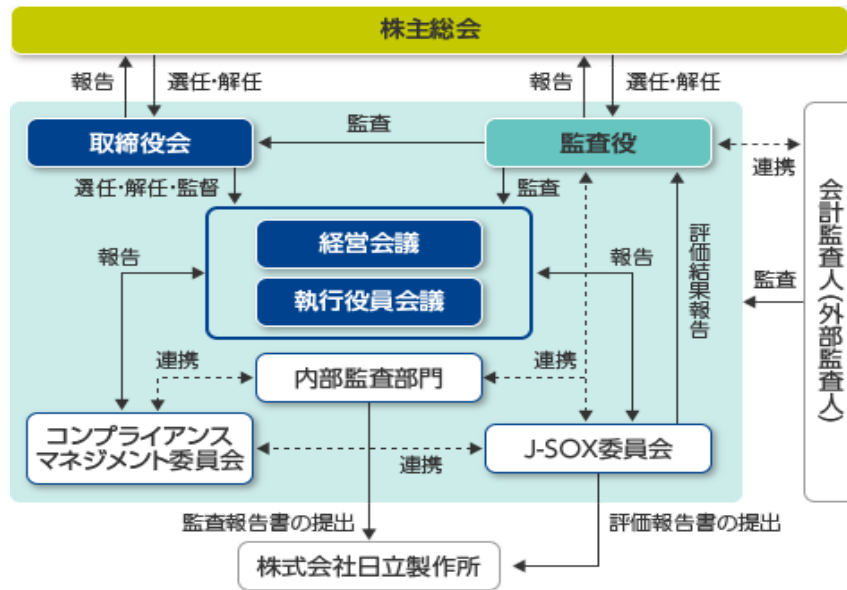 株主総会
報告
選任・解任
報告
選任・解任
取締役会
監査
監査役
連携
選任・解任・監督
監査
経営会議
執行役員会議
報告
報告
評価結果報告
監査
会計監査人(外部監査人)
連携
内部監査部門
連携
コンプライアンス
マネジメント委員会
連携
J-SOX委員会
監査報告書の提出
評価報告書の提出
株式会社日立製作所